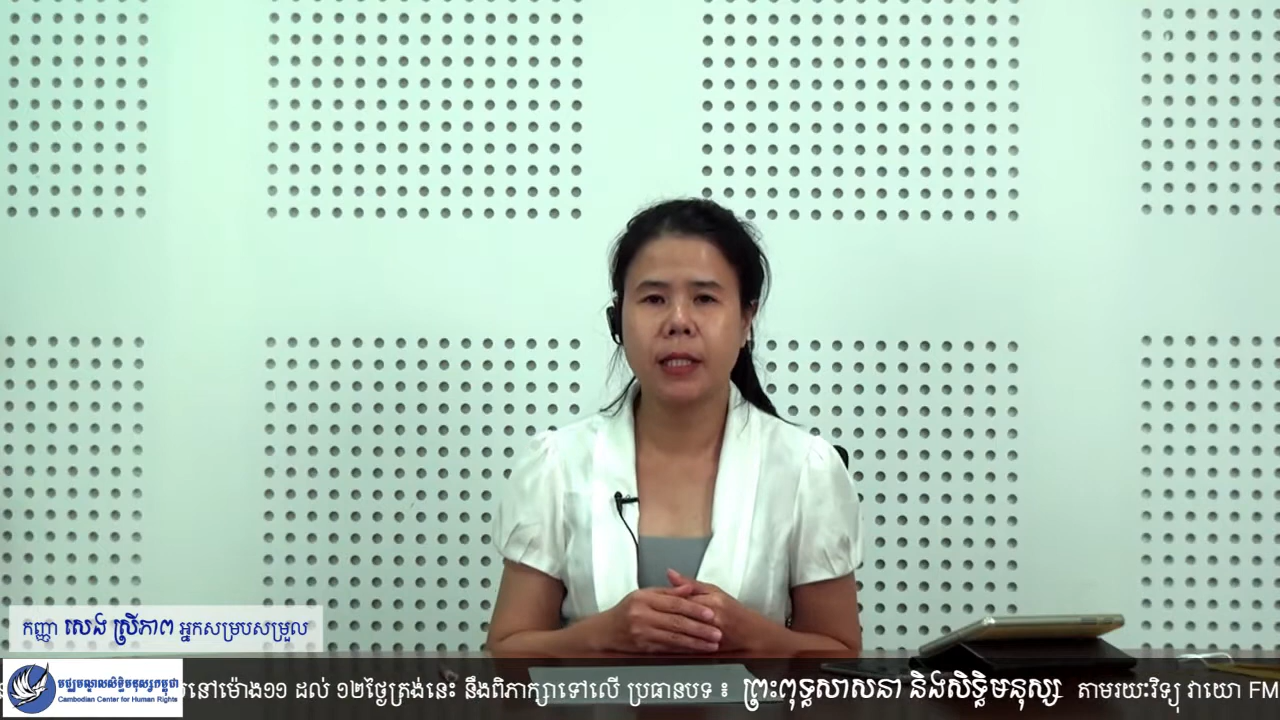 កញ្ញា សេង ស្រីភាព អ្នកសម្របសម្រួល
មជ្ឈមណ្ឌលសិទ្ធិមនុស្សកម្ពុជា
Cambodian Center for Human Rights
នៅម៉ោង១១ ដល់ ១២ថ្ងៃត្រង់នេះ នឹងពិភាក្សាទៅលើ ប្រធានបទ ៖ ព្រះពុទ្ធសាសនា និងសិទ្ធិមនុស្ស តាមរយៈវិទ្យុ វាយោ FM